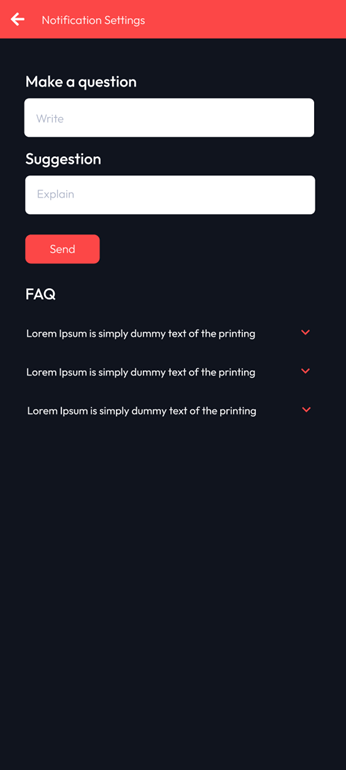 Notification Settings
Make a question
Write
Suggestion
Explain
Send
FAQ
Lorem Ipsum is simply dummy text of the printing
Lorem Ipsum is simply dummy text of the printing
Lorem Ipsum is simply dummy text of the printing